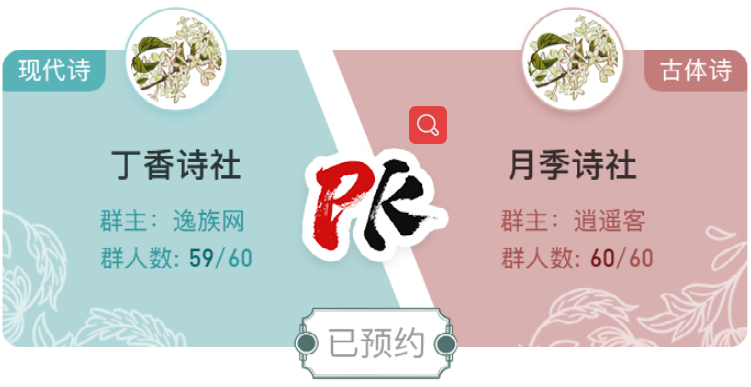 现代诗
古体诗
丁香诗社
月季诗社
PK
群主：逸族网
群主：逍遥客
群人数: 59/60
群人数: 60/60
已预约